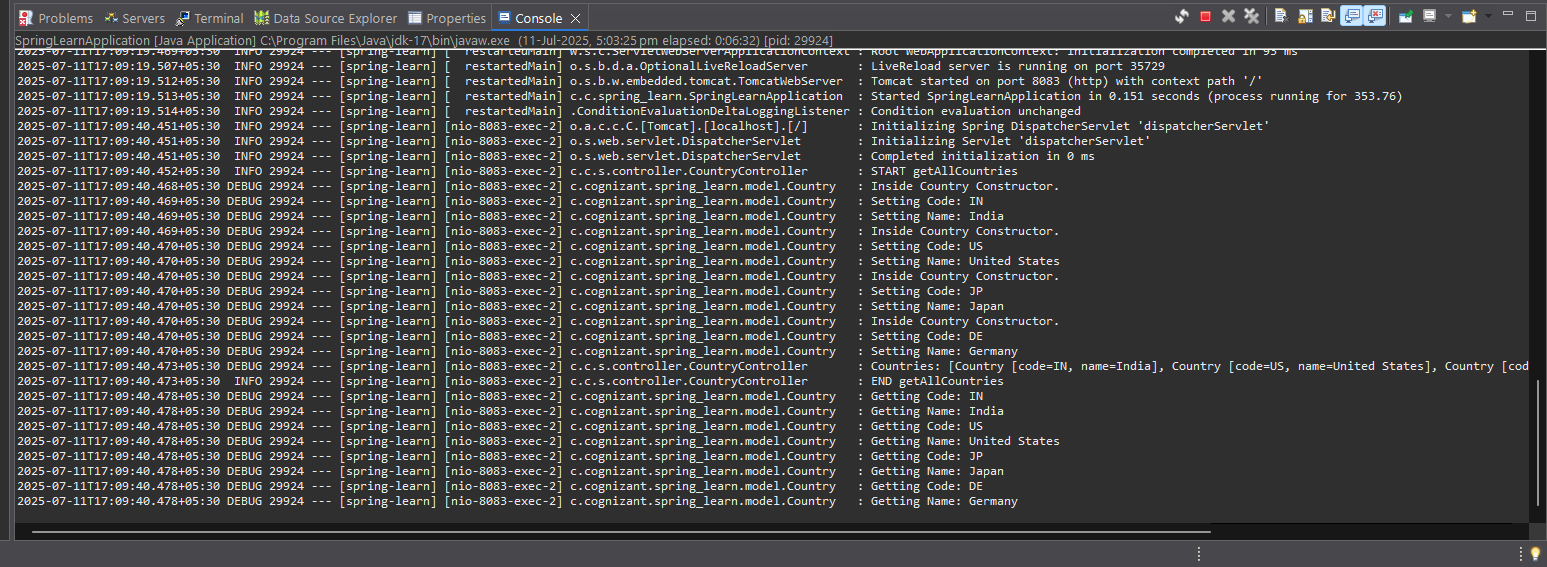 Problems Servers Terminal Data Source Explorer Properties Console
SpringLearnApplication [Java Application] C:\Program Files\Java\jdk-17\bin\javaw.exe (11-Jul-2025, 5:03:25 pm elapsed: 0:06:32) [pid: 29924]
2025-07-11T17:09:19.469+05:30  INFO 29924 --- [spring-learn] [  restartedMain] w.s.c.ServletWebServerApplicationContext : Root WebApplicationContext: initialization completed in 93 ms
2025-07-11T17:09:19.507+05:30  INFO 29924 --- [spring-learn] [  restartedMain] o.s.b.d.a.OptionalLiveReloadServer       : LiveReload server is running on port 35729
2025-07-11T17:09:19.512+05:30  INFO 29924 --- [spring-learn] [  restartedMain] o.s.b.w.embedded.tomcat.TomcatWebServer  : Tomcat started on port 8083 (http) with context path '/'
2025-07-11T17:09:19.513+05:30  INFO 29924 --- [spring-learn] [  restartedMain] c.c.spring_learn.SpringLearnApplication  : Started SpringLearnApplication in 0.151 seconds (process running for 353.76)
2025-07-11T17:09:19.514+05:30  INFO 29924 --- [spring-learn] [  restartedMain] .ConditionEvaluationDeltaLoggingListener : Condition evaluation unchanged
2025-07-11T17:09:40.451+05:30  INFO 29924 --- [spring-learn] [nio-8083-exec-2] o.a.c.c.C.[Tomcat].[localhost].[/]       : Initializing Spring DispatcherServlet 'dispatcherServlet'
2025-07-11T17:09:40.451+05:30  INFO 29924 --- [spring-learn] [nio-8083-exec-2] o.s.web.servlet.DispatcherServlet        : Initializing Servlet 'dispatcherServlet'
2025-07-11T17:09:40.451+05:30  INFO 29924 --- [spring-learn] [nio-8083-exec-2] o.s.web.servlet.DispatcherServlet        : Completed initialization in 0 ms
2025-07-11T17:09:40.452+05:30  INFO 29924 --- [spring-learn] [nio-8083-exec-2] c.c.s.controller.CountryController       : START getAllCountries
2025-07-11T17:09:40.468+05:30 DEBUG 29924 --- [spring-learn] [nio-8083-exec-2] c.cognizant.spring_learn.model.Country   : Inside Country Constructor.
2025-07-11T17:09:40.469+05:30 DEBUG 29924 --- [spring-learn] [nio-8083-exec-2] c.cognizant.spring_learn.model.Country   : Setting Code: IN
2025-07-11T17:09:40.469+05:30 DEBUG 29924 --- [spring-learn] [nio-8083-exec-2] c.cognizant.spring_learn.model.Country   : Setting Name: India
2025-07-11T17:09:40.469+05:30 DEBUG 29924 --- [spring-learn] [nio-8083-exec-2] c.cognizant.spring_learn.model.Country   : Inside Country Constructor.
2025-07-11T17:09:40.470+05:30 DEBUG 29924 --- [spring-learn] [nio-8083-exec-2] c.cognizant.spring_learn.model.Country   : Setting Code: US
2025-07-11T17:09:40.470+05:30 DEBUG 29924 --- [spring-learn] [nio-8083-exec-2] c.cognizant.spring_learn.model.Country   : Setting Name: United States
2025-07-11T17:09:40.470+05:30 DEBUG 29924 --- [spring-learn] [nio-8083-exec-2] c.cognizant.spring_learn.model.Country   : Inside Country Constructor.
2025-07-11T17:09:40.470+05:30 DEBUG 29924 --- [spring-learn] [nio-8083-exec-2] c.cognizant.spring_learn.model.Country   : Setting Code: JP
2025-07-11T17:09:40.470+05:30 DEBUG 29924 --- [spring-learn] [nio-8083-exec-2] c.cognizant.spring_learn.model.Country   : Setting Name: Japan
2025-07-11T17:09:40.470+05:30 DEBUG 29924 --- [spring-learn] [nio-8083-exec-2] c.cognizant.spring_learn.model.Country   : Inside Country Constructor.
2025-07-11T17:09:40.470+05:30 DEBUG 29924 --- [spring-learn] [nio-8083-exec-2] c.cognizant.spring_learn.model.Country   : Setting Code: DE
2025-07-11T17:09:40.470+05:30 DEBUG 29924 --- [spring-learn] [nio-8083-exec-2] c.cognizant.spring_learn.model.Country   : Setting Name: Germany
2025-07-11T17:09:40.473+05:30 DEBUG 29924 --- [spring-learn] [nio-8083-exec-2] c.c.s.controller.CountryController       : Countries: [Country [code=IN, name=India], Country [code=US, name=United States], Country [cod
2025-07-11T17:09:40.473+05:30  INFO 29924 --- [spring-learn] [nio-8083-exec-2] c.c.s.controller.CountryController       : END getAllCountries
2025-07-11T17:09:40.478+05:30 DEBUG 29924 --- [spring-learn] [nio-8083-exec-2] c.cognizant.spring_learn.model.Country   : Getting Code: IN
2025-07-11T17:09:40.478+05:30 DEBUG 29924 --- [spring-learn] [nio-8083-exec-2] c.cognizant.spring_learn.model.Country   : Getting Name: India
2025-07-11T17:09:40.478+05:30 DEBUG 29924 --- [spring-learn] [nio-8083-exec-2] c.cognizant.spring_learn.model.Country   : Getting Code: US
2025-07-11T17:09:40.478+05:30 DEBUG 29924 --- [spring-learn] [nio-8083-exec-2] c.cognizant.spring_learn.model.Country   : Getting Name: United States
2025-07-11T17:09:40.478+05:30 DEBUG 29924 --- [spring-learn] [nio-8083-exec-2] c.cognizant.spring_learn.model.Country   : Getting Code: JP
2025-07-11T17:09:40.478+05:30 DEBUG 29924 --- [spring-learn] [nio-8083-exec-2] c.cognizant.spring_learn.model.Country   : Getting Name: Japan
2025-07-11T17:09:40.478+05:30 DEBUG 29924 --- [spring-learn] [nio-8083-exec-2] c.cognizant.spring_learn.model.Country   : Getting Code: DE
2025-07-11T17:09:40.478+05:30 DEBUG 29924 --- [spring-learn] [nio-8083-exec-2] c.cognizant.spring_learn.model.Country   : Getting Name: Germany